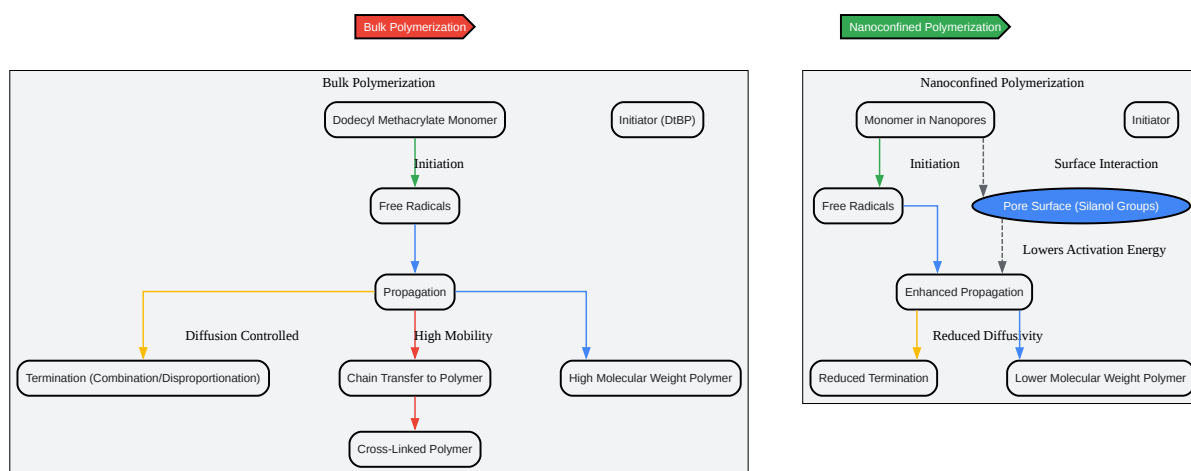 Bulk Polymerization
Nanoconfined Polymerization
Bulk Polymerization
Dodecyl Methacrylate Monomer
Initiator (DtBP)
Initiation
Free Radicals
Propagation
Diffusion Controlled
High Mobility
Termination (Combination/Disproportionation)
Chain Transfer to Polymer
High Molecular Weight Polymer
Cross-Linked Polymer
Nanoconfined Polymerization
Monomer in Nanopores
Initiator
Initiation
Surface Interaction
Free Radicals
Pore Surface (Silanol Groups)
Lowers Activation Energy
Enhanced Propagation
Reduced Diffusivity
Reduced Termination
Lower Molecular Weight Polymer